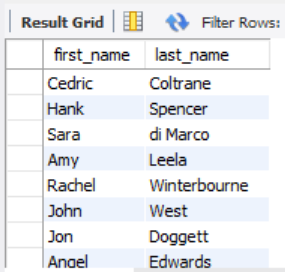 Result Grid Filter Rows:
first_name last_name
Cedric Coltrane
Hank Spencer
Sara di Marco
Amy Leela
Rachel Winterbourne
John West
Jon Doggett
Angel Edwards